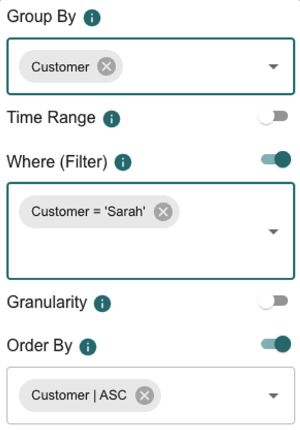 Group By
Customer
Time Range
Where (Filter)
Customer = 'Sarah'
Granularity
Order By
Customer | ASC